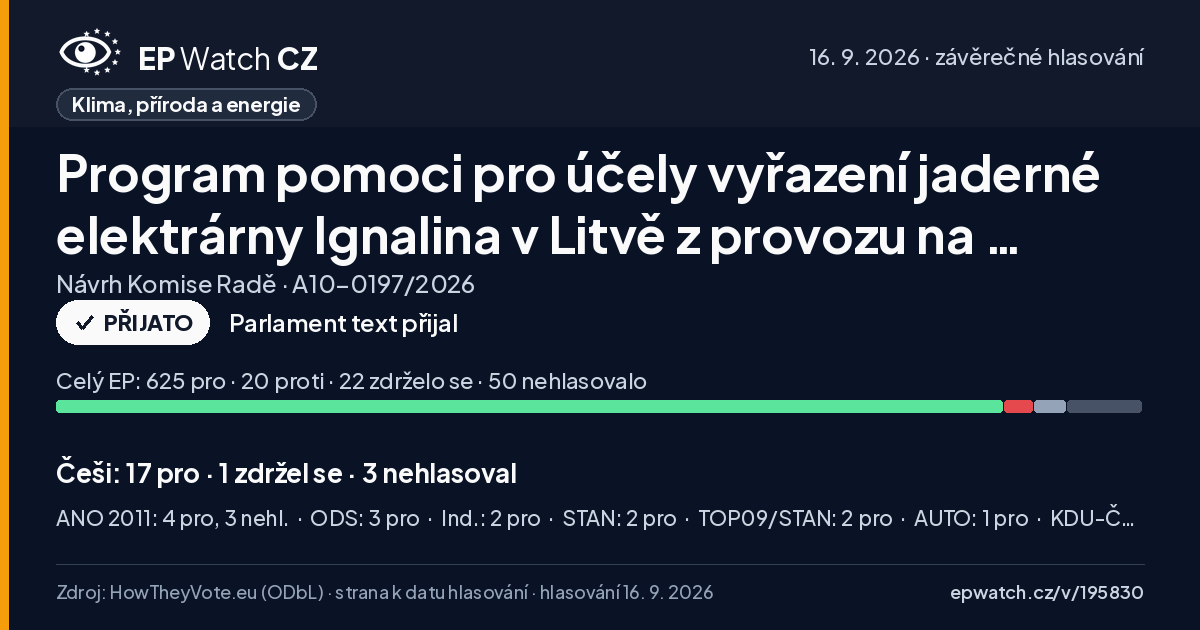 EP Watch CZ
16. 9. 2026 · závěrečné hlasování
Klima, příroda a energie
Program pomoci pro účely vyřazení jaderné
elektrárny Ignalina v Litvě z provozu na …
Návrh Komise Radě · A10–0197/2026
✓ PŘIJATO Parlament text přijal
Celý EP: 625 pro · 20 proti · 22 zdrželo se · 50 nehlasovalo
Češi: 17 pro · 1 zdržel se · 3 nehlasoval
ANO 2011: 4 pro, 3 nehl. · ODS: 3 pro · Ind.: 2 pro · STAN: 2 pro · TOP09/STAN: 2 pro · AUTO: 1 pro · KDU-Č…
Zdroj: HowTheyVote.eu (ODbL) · strana k datu hlasování · hlasování 16. 9. 2026
epwatch.cz/v/195830